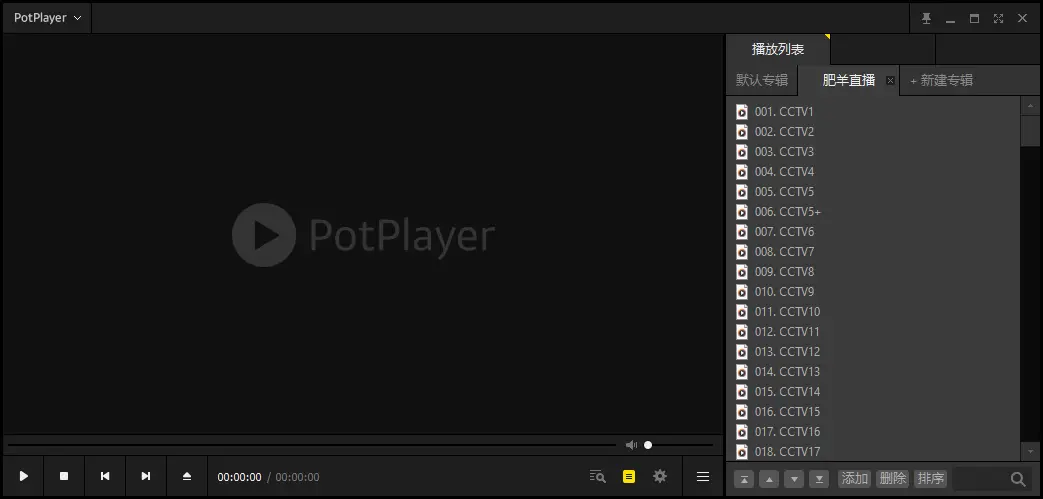 PotPlayer
播放列表
默认专辑 肥羊直播 + 新建专辑
001. CCTV1
002. CCTV2
003. CCTV3
004. CCTV4
005. CCTV5
006. CCTV5+
007. CCTV6
008. CCTV7
009. CCTV8
010. CCTV9
011. CCTV10
012. CCTV11
013. CCTV12
014. CCTV13
015. CCTV14
016. CCTV15
017. CCTV16
018. CCTV17
PotPlayer
00:00:00 / 00:00:00
添加 删除 排序